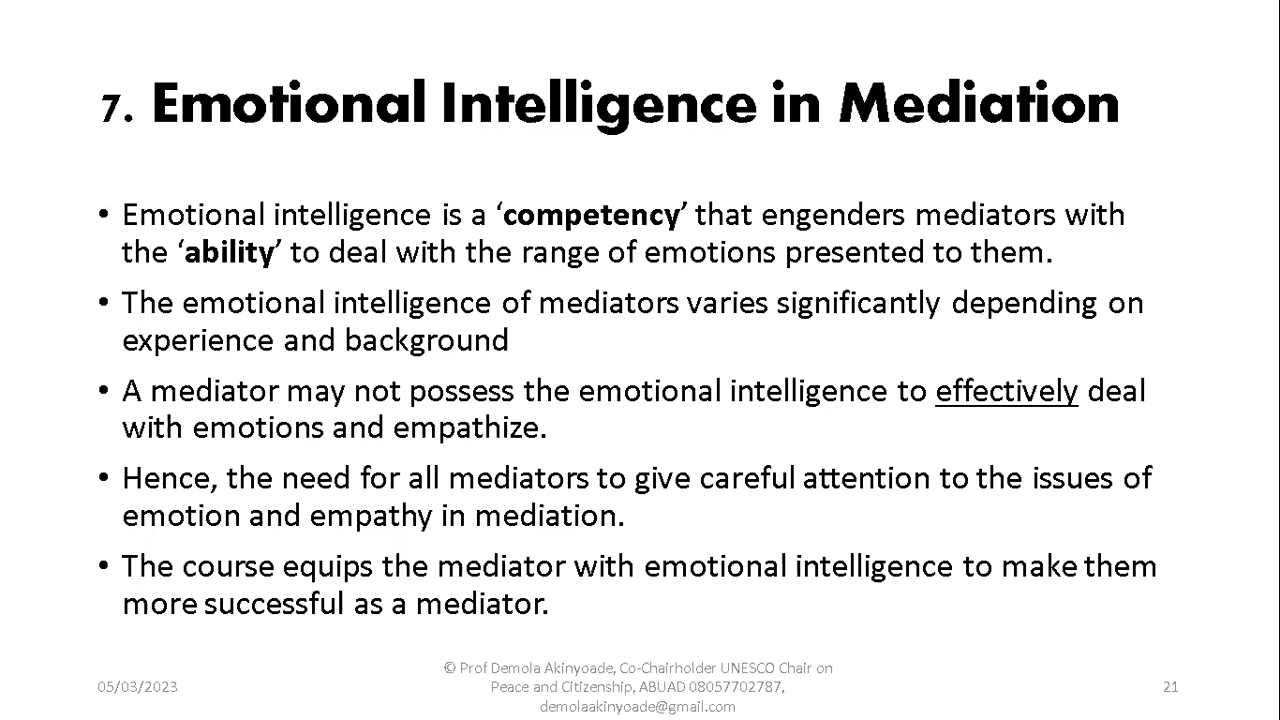 7. Emotional Intelligence in Mediation
• Emotional intelligence is a ‘competency’ that engenders mediators with
the ‘ability’ to deal with the range of emotions presented to them.
• The emotional intelligence of mediators varies significantly depending on
experience and background
• A mediator may not possess the emotional intelligence to effectively deal
with emotions and empathize.
• Hence, the need for all mediators to give careful attention to the issues of
emotion and empathy in mediation.
• The course equips the mediator with emotional intelligence to make them
more successful as a mediator.
05/03/2023
© Prof Demola Akinyoade, Co-Chairholder UNESCO Chair on
Peace and Citizenship, ABUAD 08057702787,
demolaakinyoade@gmail.com
21